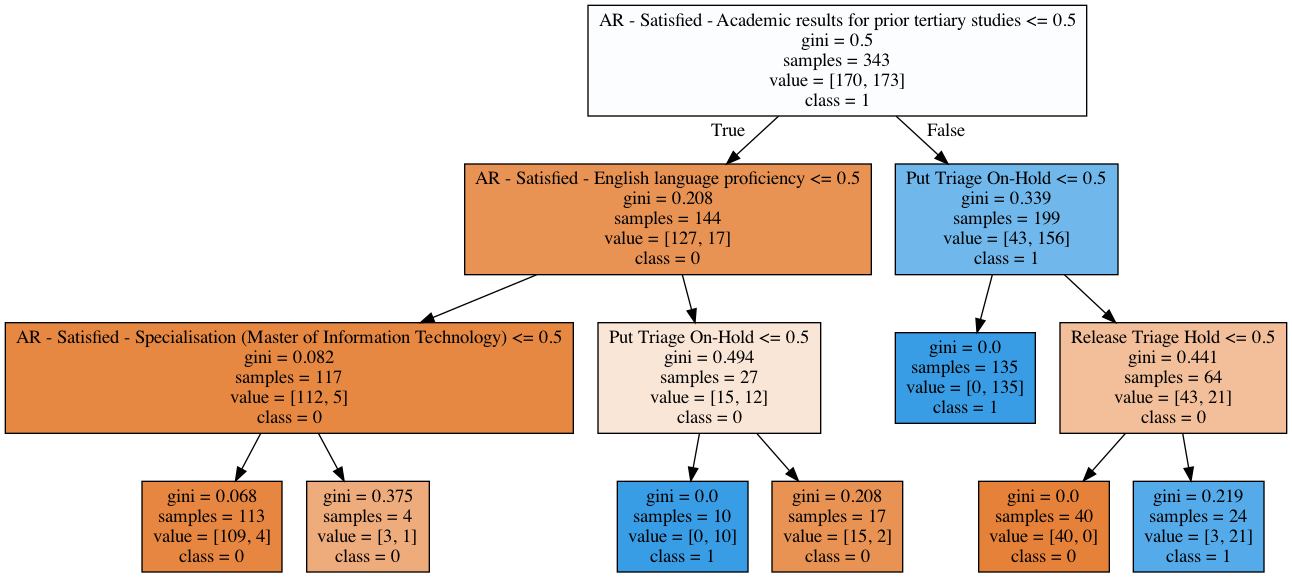 AR - Satisfied - Academic results for prior tertiary studies <= 0.5
gini = 0.5
samples = 343
value = [170, 173]
class = 1
True
False
AR - Satisfied - English language proficiency <= 0.5
gini = 0.208
samples = 144
value = [127, 17]
class = 0
Put Triage On-Hold <= 0.5
gini = 0.339
samples = 199
value = [43, 156]
class = 1
AR - Satisfied - Specialisation (Master of Information Technology) <= 0.5
gini = 0.082
samples = 117
value = [112, 5]
class = 0
Put Triage On-Hold <= 0.5
gini = 0.494
samples = 27
value = [15, 12]
class = 0
gini = 0.0
samples = 135
value = [0, 135]
class = 1
Release Triage Hold <= 0.5
gini = 0.441
samples = 64
value = [43, 21]
class = 0
gini = 0.068
samples = 113
value = [109, 4]
class = 0
gini = 0.375
samples = 4
value = [3, 1]
class = 0
gini = 0.0
samples = 10
value = [0, 10]
class = 1
gini = 0.208
samples = 17
value = [15, 2]
class = 0
gini = 0.0
samples = 40
value = [40, 0]
class = 0
gini = 0.219
samples = 24
value = [3, 21]
class = 1